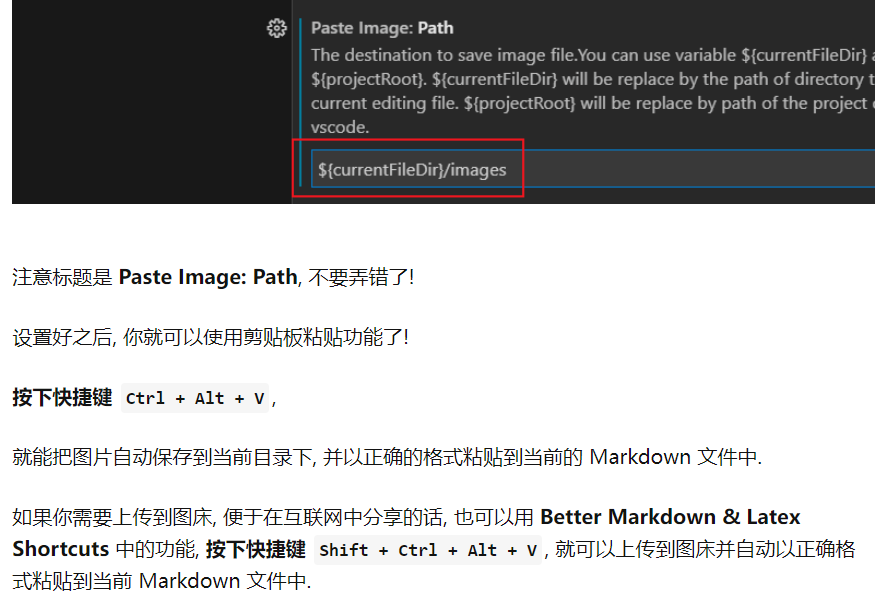 Paste Image: Path
The destination to save image file.You can use variable ${currentFileDir}
${projectRoot}. ${currentFileDir} will be replace by the path of directory
current editing file. ${projectRoot} will be replace by path of the project
vscode.
${currentFileDir}/images
注意标题是 Paste Image: Path, 不要弄错了!
设置好之后, 你就可以使用剪贴板粘贴功能了!
按下快捷键 Ctrl + Alt + V,
就能把图片自动保存到当前目录下, 并以正确的格式粘贴到当前的 Markdown 文件中.
如果你需要上传到图床, 便于在互联网中分享的话, 也可以用 Better Markdown & Latex
Shortcuts 中的功能, 按下快捷键 Shift + Ctrl + Alt + V, 就可以上传到图床并自动以正确格
式粘贴到当前 Markdown 文件中.